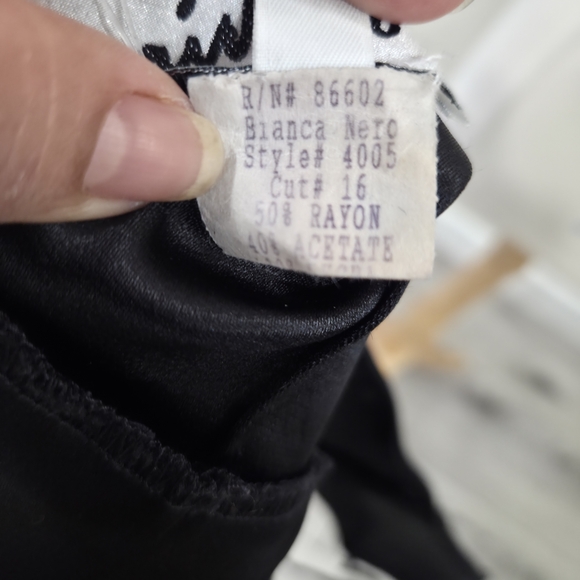 R/N# 86602
Bianca Nero
Style# 4005
Cut# 16
50% RAYON
40% ACETATE